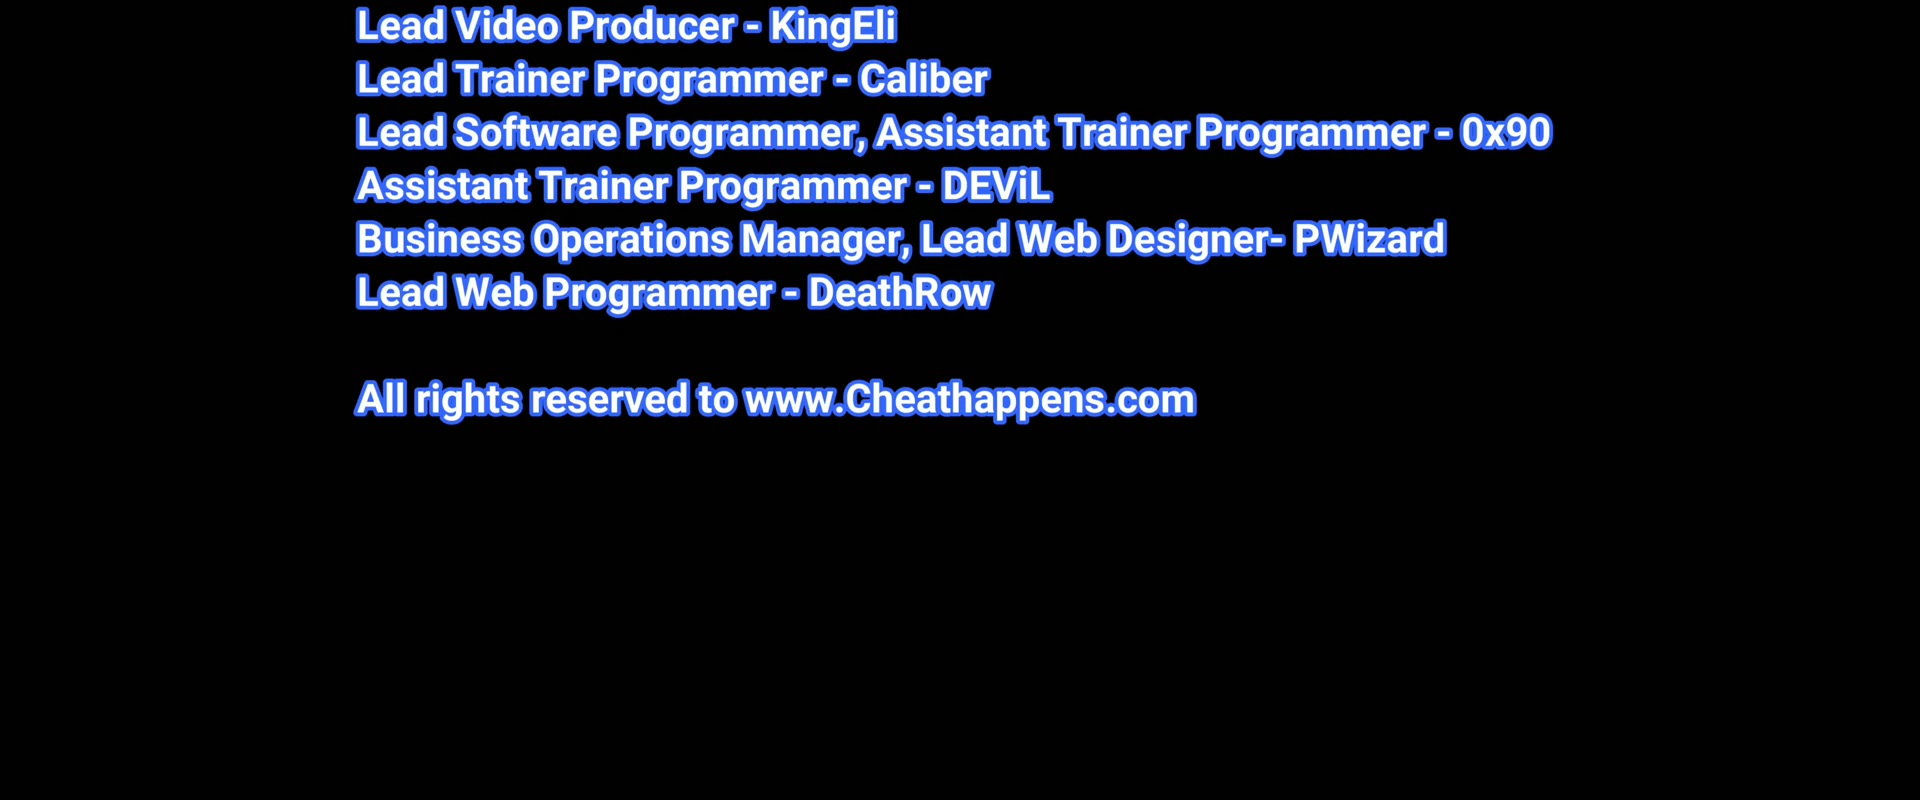 Lead Video Producer - KingEli
Lead Trainer Programmer - Caliber
Lead Software Programmer, Assistant Trainer Programmer - 0x90
Assistant Trainer Programmer - DEViL
Business Operations Manager, Lead Web Designer- PWizard
Lead Web Programmer - DeathRow
All rights reserved to www.Cheathappens.com